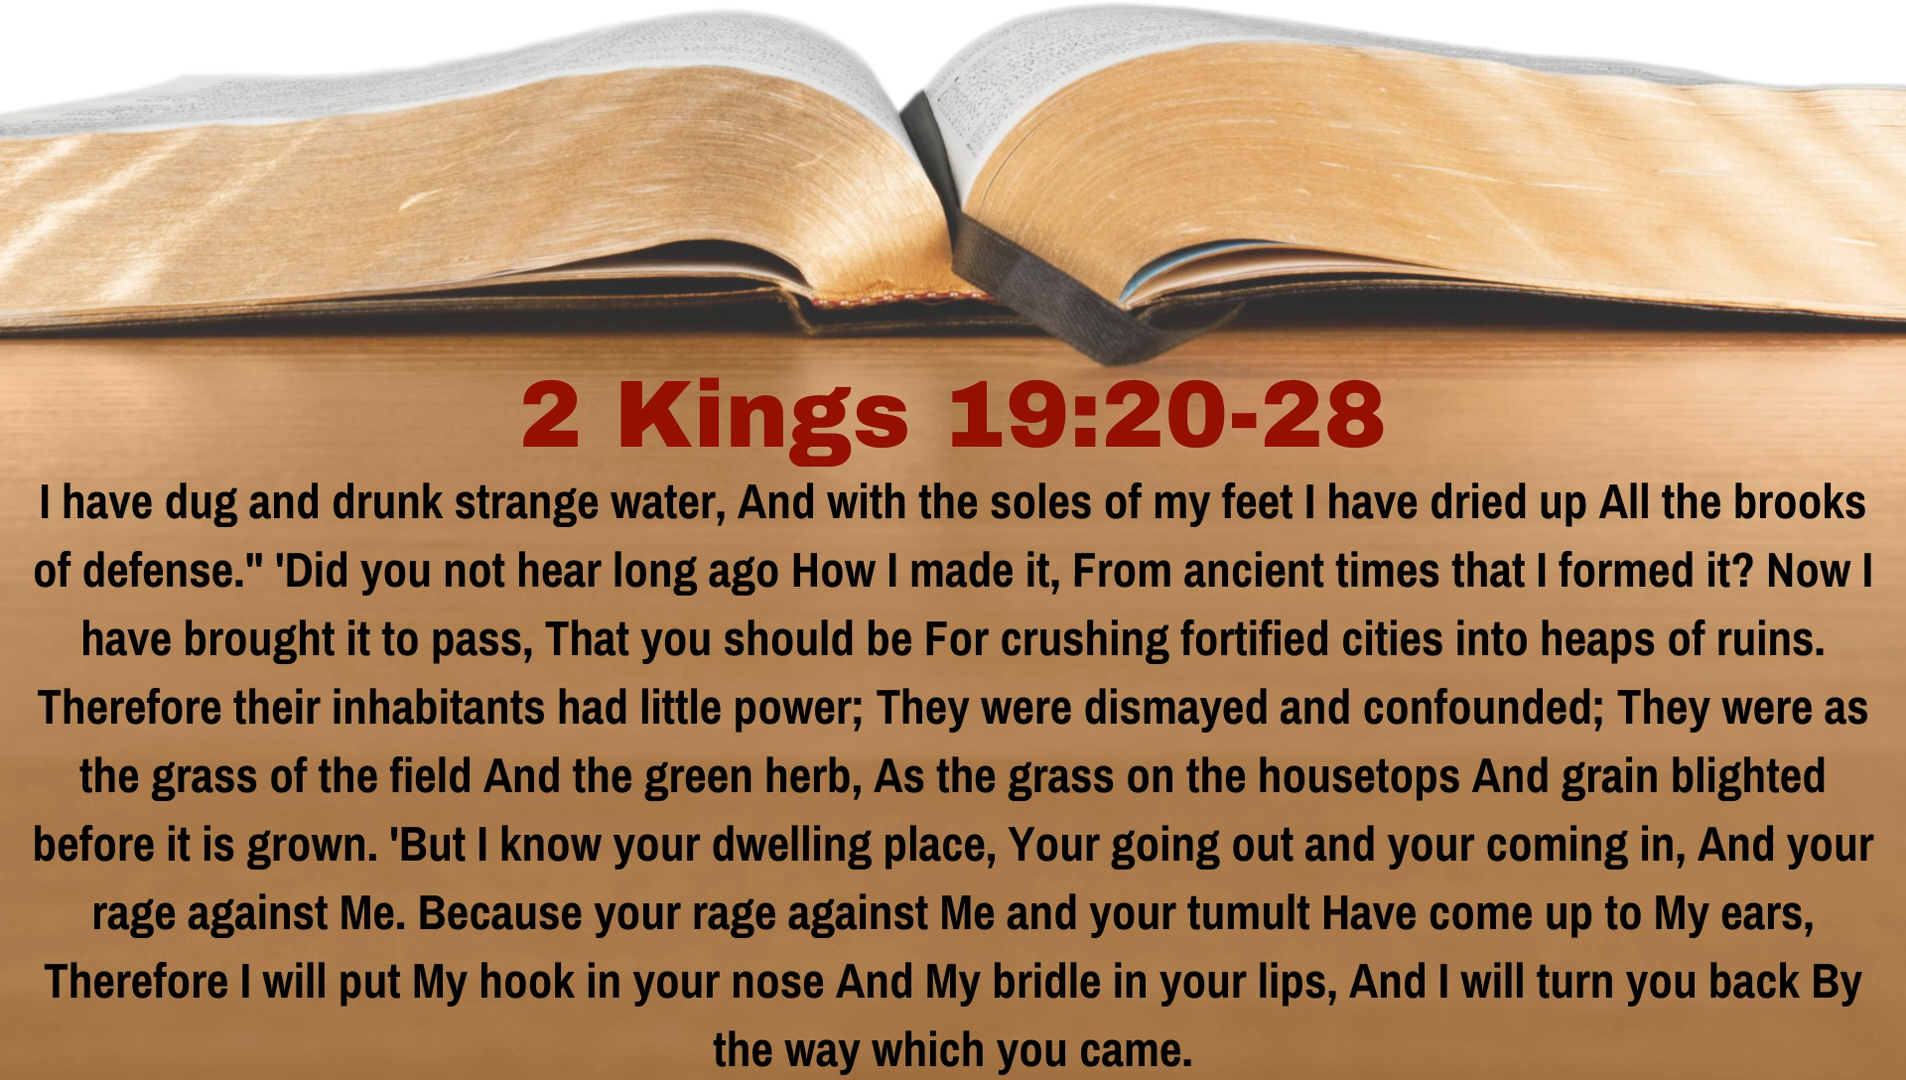 2 Kings 19:20-28
I have dug and drunk strange water, And with the soles of my feet I have dried up All the brooks
of defense." 'Did you not hear long ago How I made it, From ancient times that I formed it? Now I
have brought it to pass, That you should be For crushing fortified cities into heaps of ruins.
Therefore their inhabitants had little power; They were dismayed and confounded; They were as
the grass of the field And the green herb, As the grass on the housetops And grain blighted
before it is grown. 'But I know your dwelling place, Your going out and your coming in, And your
rage against Me. Because your rage against Me and your tumult Have come up to My ears,
Therefore I will put My hook in your nose And My bridle in your lips, And I will turn you back By
the way which you came.